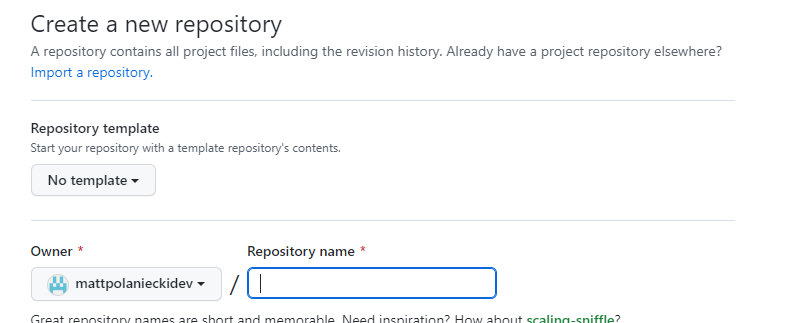 Create a new repository
A repository contains all project files, including the revision history. Already have a project repository elsewhere?
Import a repository.
Repository template
Start your repository with a template repository's contents.
No template
Owner * Repository name *
mattpolanieckidev /
Great repository names are short and memorable. Need inspiration? How about scaling-sniffle?